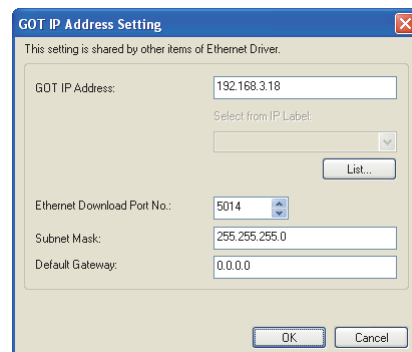 GOT IP Address Setting
This setting is shared by other items of Ethernet Driver.
GOT IP Address: 192.168.3.18
Select from IP Label:
List...
Ethernet Download Port No.: 5014
Subnet Mask: 255.255.255.0
Default Gateway: 0.0.0.0
OK Cancel